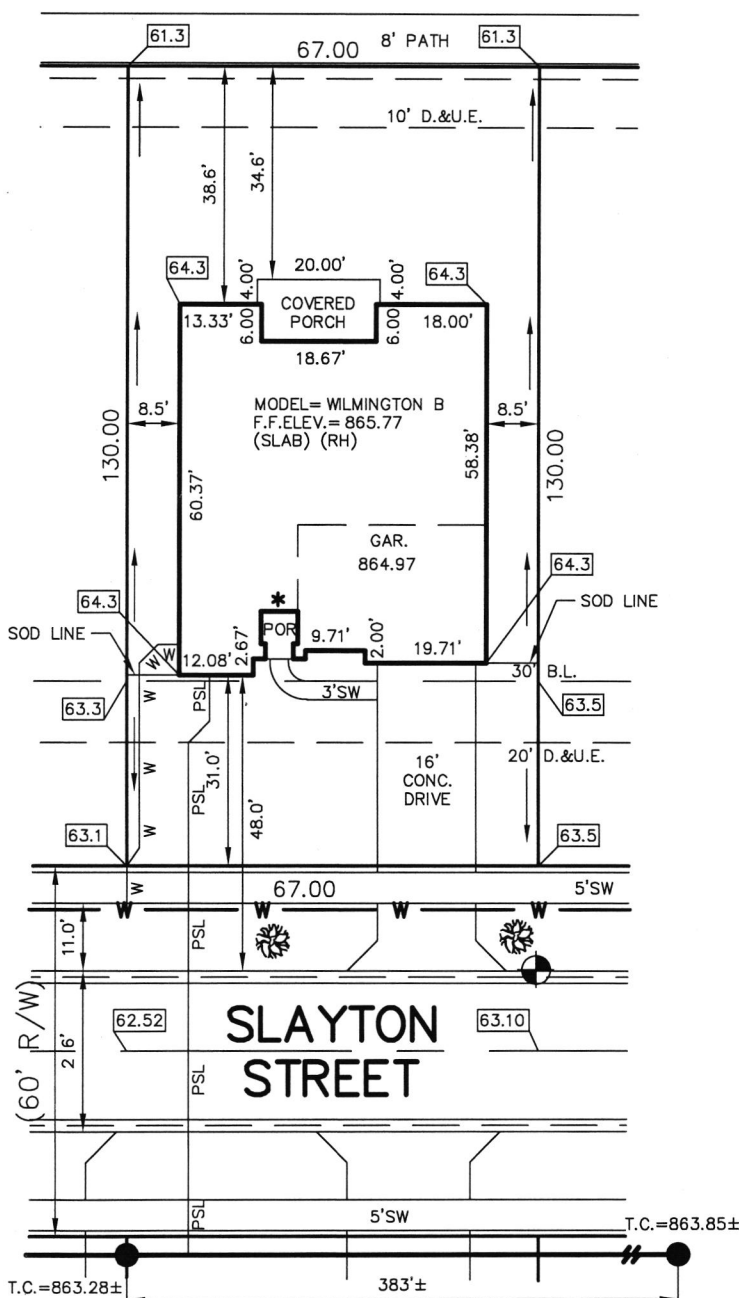 61.3
67.00
8' PATH
61.3
10' D.&U.E.
38.6'
34.6'
64.3
20.00'
64.3
4.00'
4.00'
COVERED
PORCH
13.33'
6.00
6.00
18.00'
18.67'
8.5'
MODEL= WILMINGTON B
F.F.ELEV.= 865.77
(SLAB) (RH)
8.5'
130.00
60.37'
58.38'
130.00
GAR.
864.97
64.3
64.3
*
SOD LINE
POR
9.71'
2.00'
SOD LINE
W
W
12.08'
2.67'
19.71'
30' B.L.
PSL
3'SW
63.3
W
63.5
31.0'
16'
CONC.
DRIVE
20' D.&U.E.
W
PSL
48.0'
63.1
W
63.5
W
67.00
5'SW
W
W
W
W
11.0'
PSL
(60' R/W)
26'
62.52
SLAYTON
STREET
63.10
PSL
PSL
5'SW
T.C.=863.85±
T.C.=863.28±
383'±